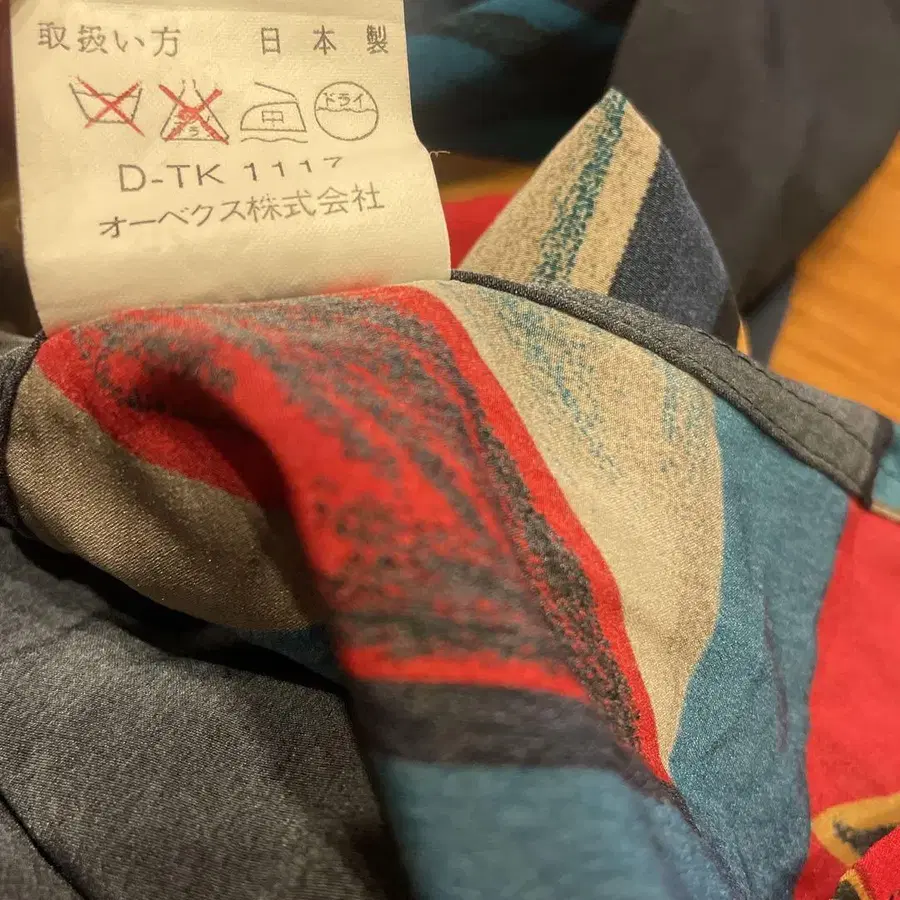 取扱い方 日本製
中 ドライ
D-TK 1117
オーベクス株式会社